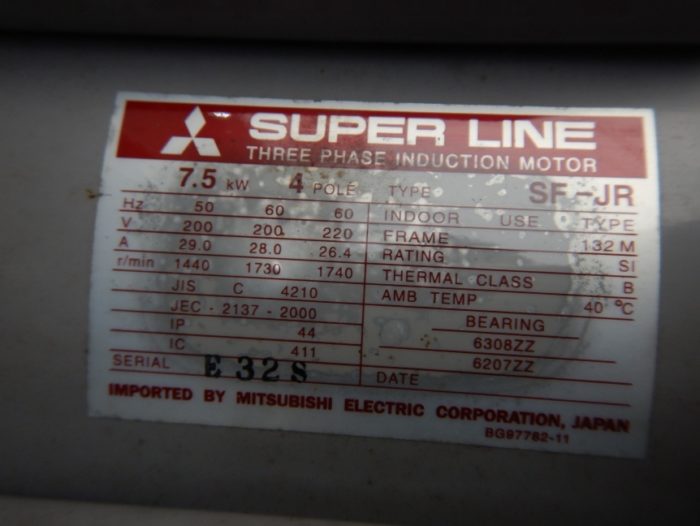 SUPER LINE
THREE PHASE INDUCTION MOTOR
7.5 kW 4 POLE TYPE SF-JR
Hz 50 60 60 INDOOR USE TYPE
V 200 200 220 FRAME 132 M
A 29.0 28.0 26.4 RATING SI
r/min 1440 1730 1740 THERMAL CLASS B
JIS C 4210 AMB TEMP 40 °C
JEC - 2137 - 2000 BEARING
IP 44 6308ZZ
IC 411 6207ZZ
SERIAL E 32 8 DATE
IMPORTED BY MITSUBISHI ELECTRIC CORPORATION, JAPAN
BG97782-11